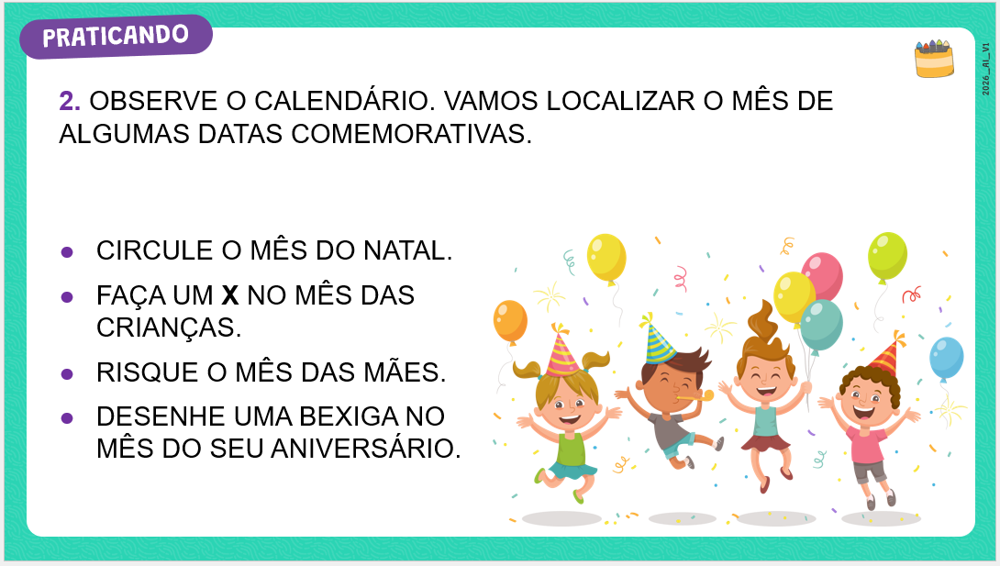 PRATICANDO
2026_AI_V1
2. OBSERVE O CALENDÁRIO. VAMOS LOCALIZAR O MÊS DE
ALGUMAS DATAS COMEMORATIVAS.
● CIRCULE O MÊS DO NATAL.
● FAÇA UM X NO MÊS DAS
CRIANÇAS.
● RISQUE O MÊS DAS MÃES.
● DESENHE UMA BEXIGA NO
MÊS DO SEU ANIVERSÁRIO.